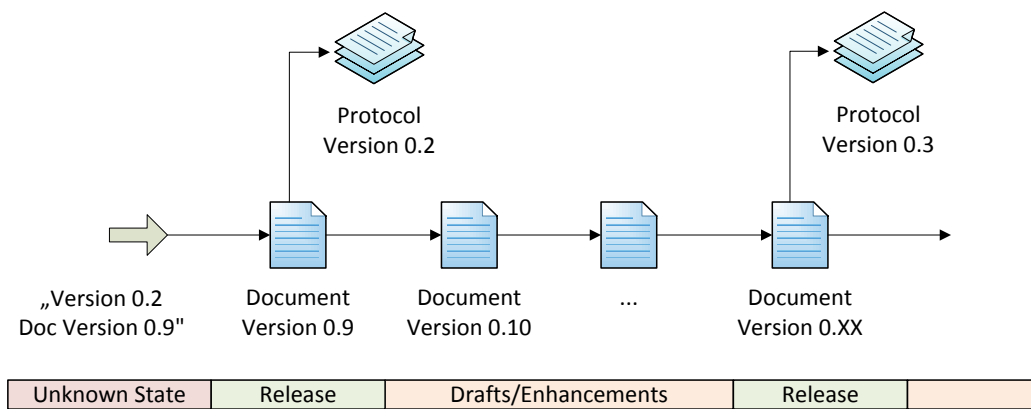 Protocol
Version 0.2
Protocol
Version 0.3
„Version 0.2
Doc Version 0.9"
Document
Version 0.9
Document
Version 0.10
...
Document
Version 0.XX
Unknown State
Release
Drafts/Enhancements
Release